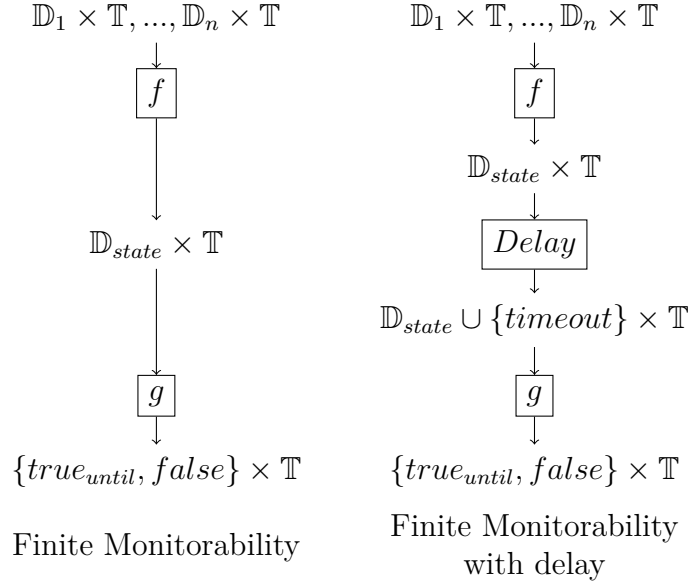 𝔻₁ × 𝕋, ..., 𝔻ₙ × 𝕋
f
𝔻_state × 𝕋
g
{true_until, false} × 𝕋
Finite Monitorability
𝔻₁ × 𝕋, ..., 𝔻ₙ × 𝕋
f
𝔻_state × 𝕋
Delay
𝔻_state ∪ {timeout} × 𝕋
g
{true_until, false} × 𝕋
Finite Monitorability
with delay